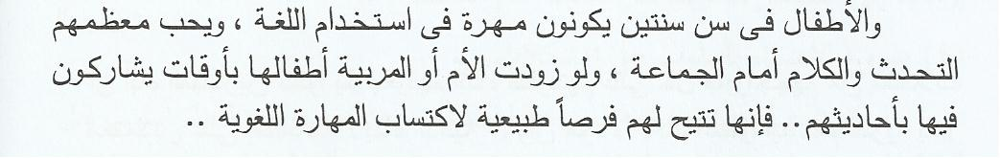 والأطفال فى سن سنتين يكونون مهرة فى استخدام اللغة ، ويحب معظمهم
التحدث والكلام أمام الجماعة ، ولو زودت الأم أو المربية أطفالها بأوقات يشاركون
فيها بأحاديثهم .. فإنها تتيح لهم فرصاً طبيعية لاكتساب المهارة اللغوية ..